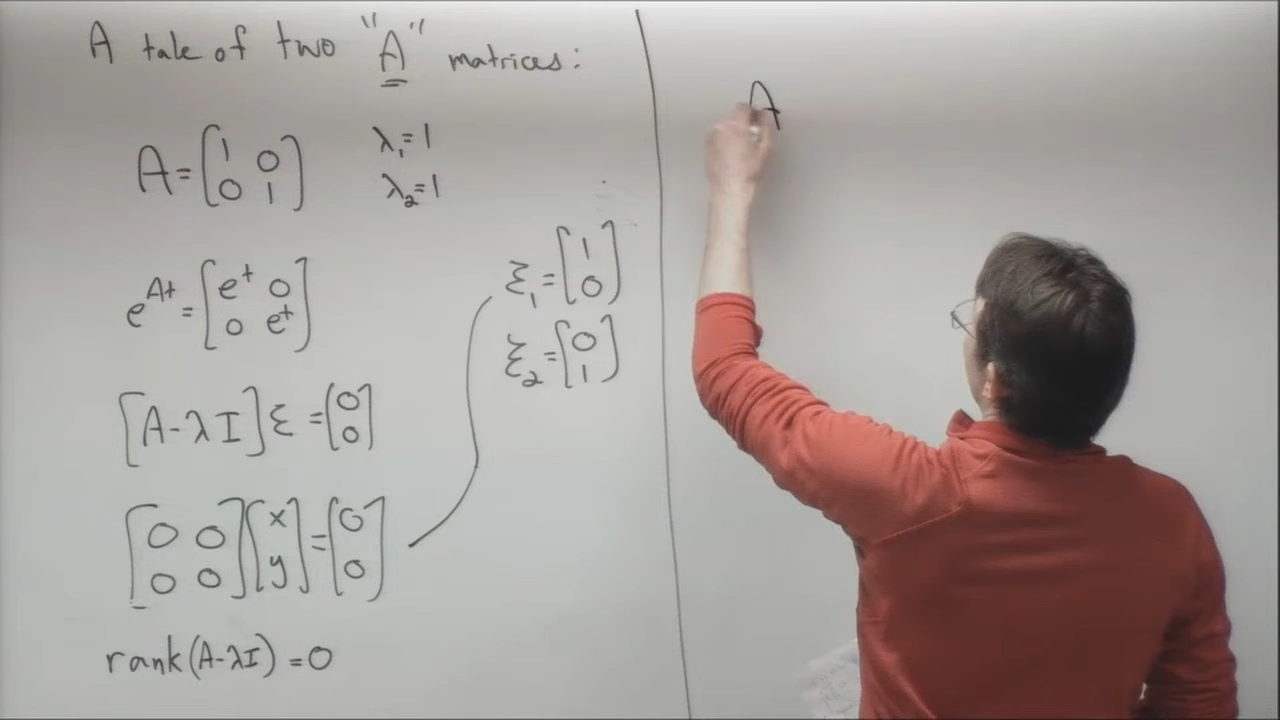 A tale of two "A" matrices:
A = [1 0; 0 1] λ₁=1
λ₂=1
e^{At} = [e^t 0; 0 e^t]
ξ₁ = [1; 0]
ξ₂ = [0; 1]
[A-λI]ξ = [0; 0]
[0 0; 0 0][x; y] = [0; 0]
rank(A-λI) = 0
A